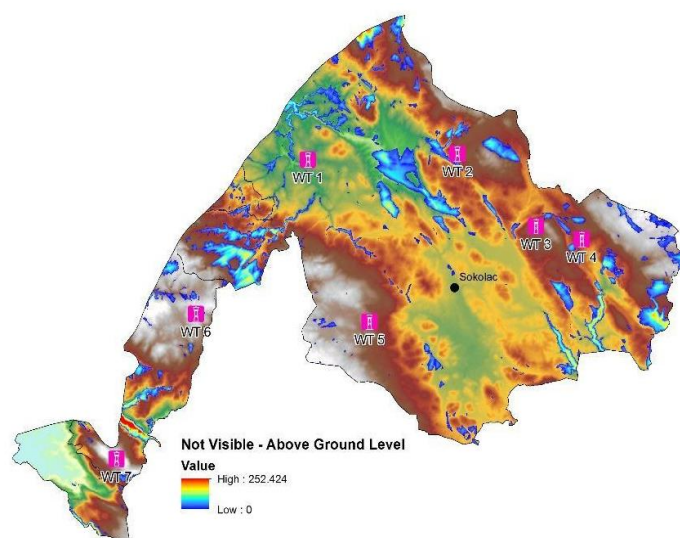 WT 1
WT 2
WT 3
WT 4
Sokolac
WT 6
WT 5
Not Visible - Above Ground Level
Value
WT 7
High : 252.424
Low : 0